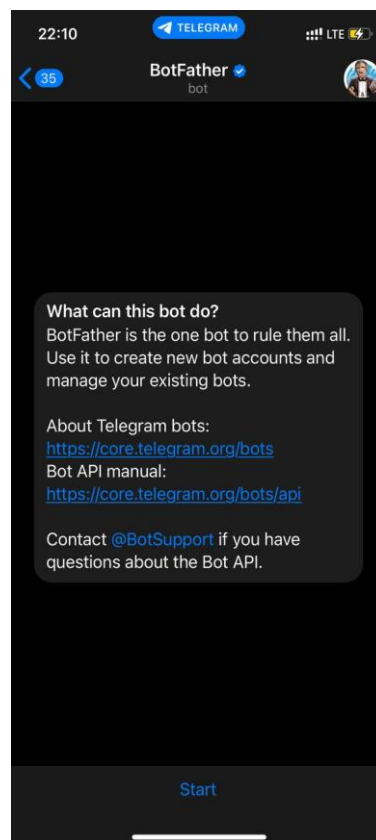 22:10
TELEGRAM
LTE
35
BotFather
bot
What can this bot do?
BotFather is the one bot to rule them all.
Use it to create new bot accounts and
manage your existing bots.
About Telegram bots:
https://core.telegram.org/bots
Bot API manual:
https://core.telegram.org/bots/api
Contact @BotSupport if you have
questions about the Bot API.
Start